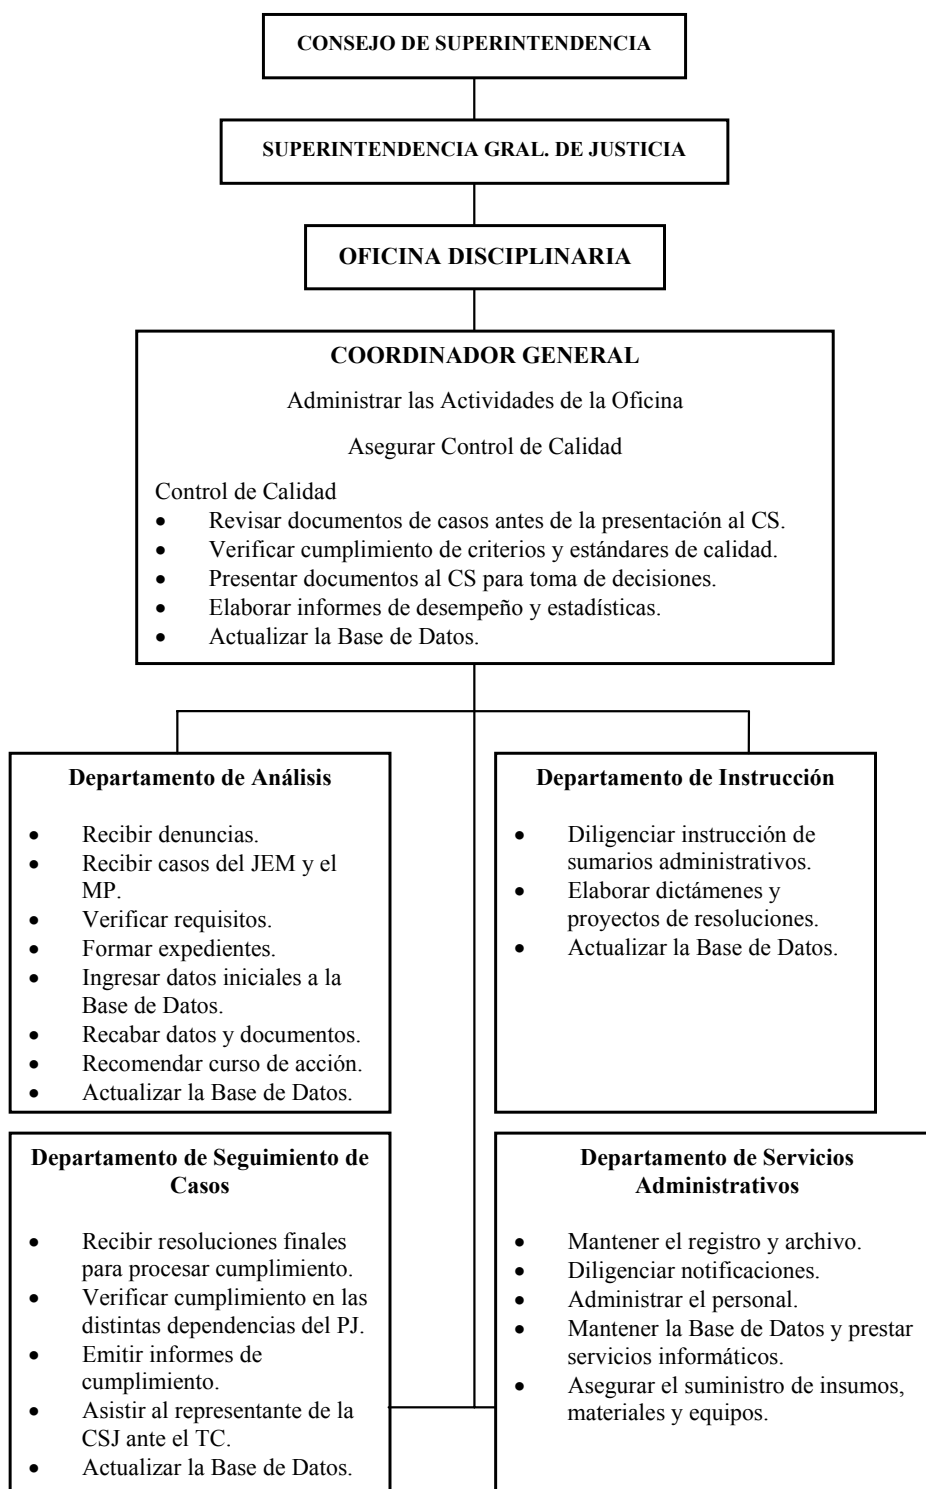 CONSEJO DE SUPERINTENDENCIA
SUPERINTENDENCIA GRAL. DE JUSTICIA
OFICINA DISCIPLINARIA
COORDINADOR GENERAL
Administrar las Actividades de la Oficina
Asegurar Control de Calidad
Control de Calidad
• Revisar documentos de casos antes de la presentación al CS.
• Verificar cumplimiento de criterios y estándares de calidad.
• Presentar documentos al CS para toma de decisiones.
• Elaborar informes de desempeño y estadísticas.
• Actualizar la Base de Datos.
Departamento de Análisis
• Recibir denuncias.
• Recibir casos del JEM y el
MP.
• Verificar requisitos.
• Formar expedientes.
• Ingresar datos iniciales a la
Base de Datos.
• Recabar datos y documentos.
• Recomendar curso de acción.
• Actualizar la Base de Datos.
Departamento de Instrucción
• Diligenciar instrucción de
sumarios administrativos.
• Elaborar dictámenes y
proyectos de resoluciones.
• Actualizar la Base de Datos.
Departamento de Seguimiento de
Casos
• Recibir resoluciones finales
para procesar cumplimiento.
• Verificar cumplimiento en las
distintas dependencias del PJ.
• Emitir informes de
cumplimiento.
• Asistir al representante de la
CSJ ante el TC.
• Actualizar la Base de Datos.
Departamento de Servicios
Administrativos
• Mantener el registro y archivo.
• Diligenciar notificaciones.
• Administrar el personal.
• Mantener la Base de Datos y prestar
servicios informáticos.
• Asegurar el suministro de insumos,
materiales y equipos.